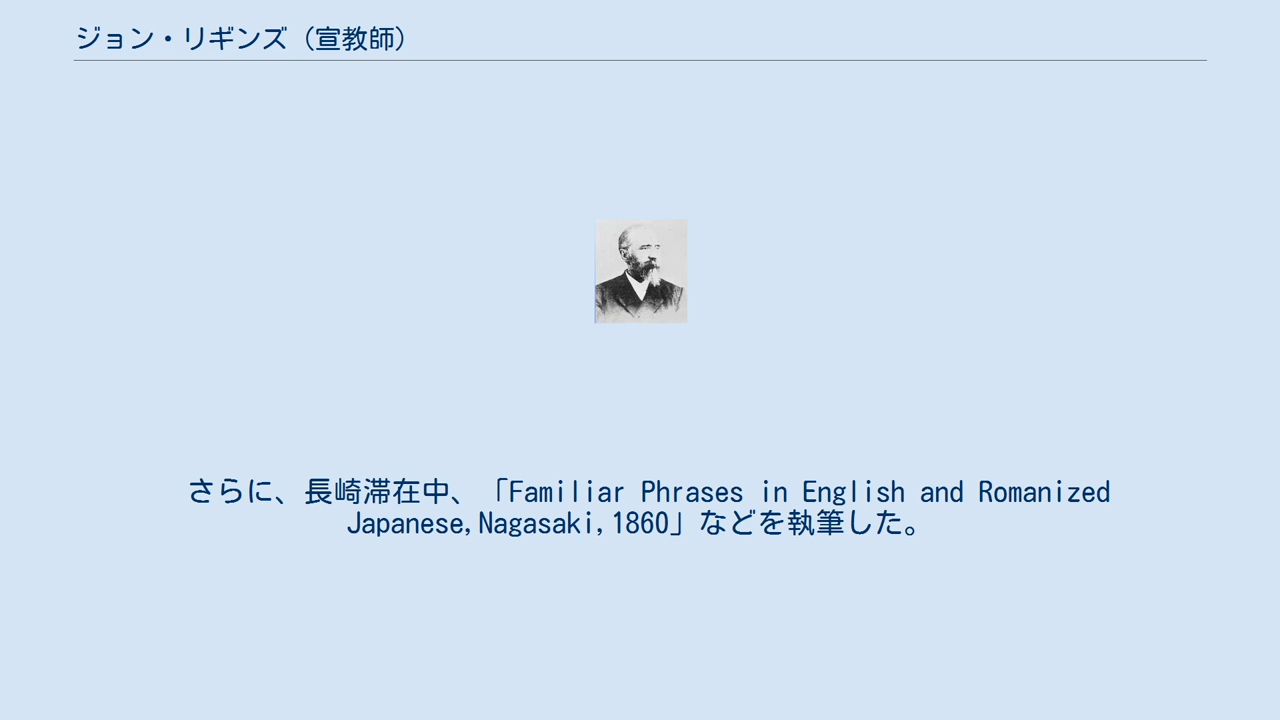 ジョン・リギンズ（宣教師）
さらに、長崎滞在中、「Familiar Phrases in English and Romanized
Japanese,Nagasaki,1860」などを執筆した。